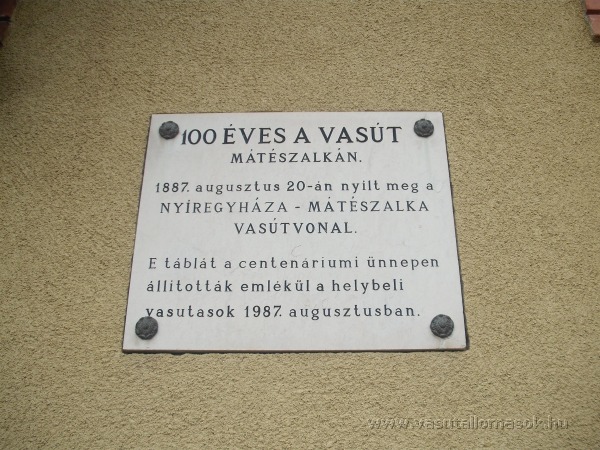 100 ÉVES A VASÚT
MÁTÉSZALKÁN.
1887. augusztus 20-án nyílt meg a
NYÍREGYHÁZA - MÁTÉSZALKA
VASÚTVONAL.
E táblát a centenáriumi ünnepen
állították emlékül a helybeli
vasutasok 1987. augusztusban.
www.vasutallomasok.hu